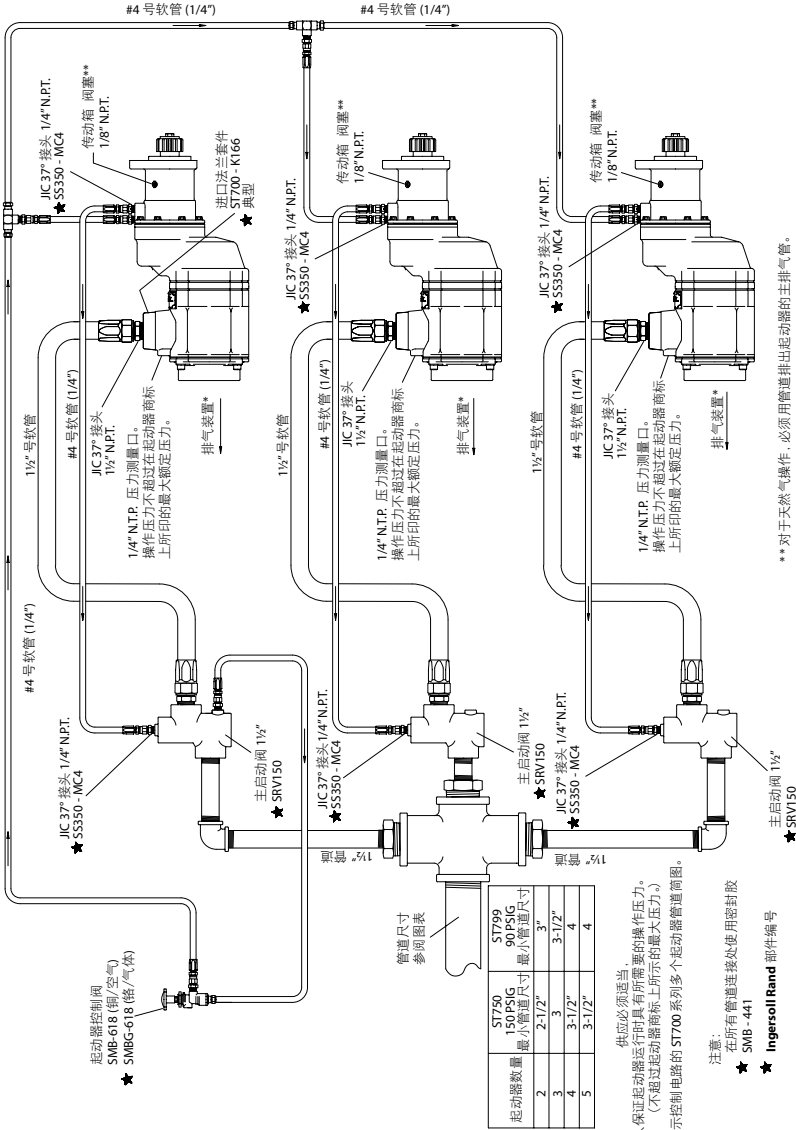 #4 号软管 (1/4”)
#4 号软管 (1/4”)
JIC 37° 接头 1/4” N.P.T.
★ SS350 - MC4
传动箱 阀塞**
1/8” N.P.T.
进口法兰套件
ST700 - K166
典型
★
1½” 号软管
#4 号软管 (1/4”)
JIC 37° 接头
1½” N.P.T.
1/4” N.T.P. 压力测量口。
操作压力不超过在起动器商标
上所印的最大额定压力。
排气装置*
#4 号软管 (1/4”)
JIC 37° 接头 1/4” N.P.T.
★ SS350 - MC4
主启动阀 1½”
★ SRV150
1½” 管道
起动器控制阀
SMB-618 (铜/空气)
★ SMBG-618 (铬/气体)
JIC 37° 接头 1/4” N.P.T.
★ SS350 - MC4
传动箱 阀塞**
1/8” N.P.T.
1½” 号软管
#4 号软管 (1/4”)
JIC 37° 接头
1½” N.P.T.
1/4” N.T.P. 压力测量口。
操作压力不超过在起动器商标
上所印的最大额定压力。
排气装置*
JIC 37° 接头 1/4” N.P.T.
★ SS350 - MC4
主启动阀 1½”
★ SRV150
管道尺寸
参阅图表
JIC 37° 接头 1/4” N.P.T.
★ SS350 - MC4
传动箱 阀塞**
1/8” N.P.T.
1½” 号软管
#4 号软管 (1/4”)
JIC 37° 接头
1½” N.P.T.
1/4” N.T.P. 压力测量口。
操作压力不超过在起动器商标
上所印的最大额定压力。
排气装置*
JIC 37° 接头 1/4” N.P.T.
★ SS350 - MC4
主启动阀 1½”
★ SRV150
1½” 管道
起动器数量 ST750 150 PSIG 最小管道尺寸 ST799 90 PSIG 最小管道尺寸
2 2-1/2” 3”
3 3 3-1/2”
4 3-1/2” 4
5 3-1/2” 4
供应必须适当,
保证起动器运行时具有所需要的操作压力。
(不超过起动器商标上所示的最大压力。)
示控制电路的 ST700 系列多个起动器管道简图。
注意:
在所有管道连接处使用密封胶
★ SMB - 441
★ Ingersoll Rand 部件编号
** 对于天然气操作, 必须用管道排出起动器的主排气管。